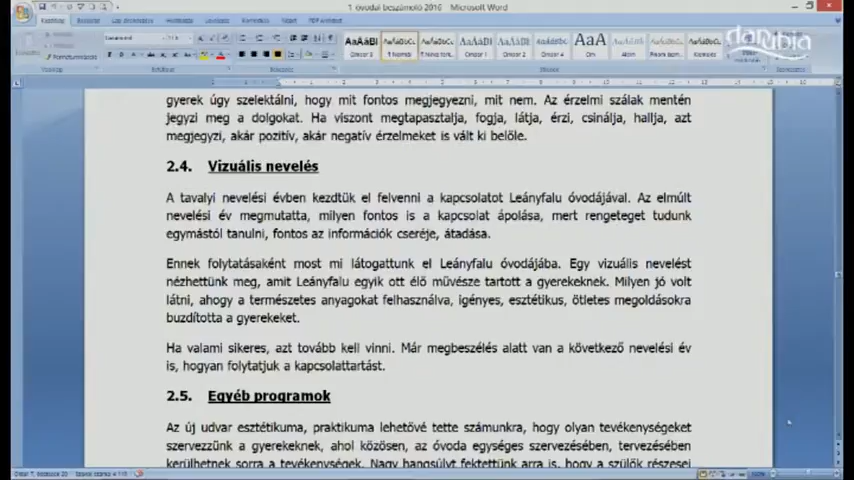 1 óvodai beszámoló 2016 - Microsoft Word
danubia
gyerek úgy szelektálni, hogy mit fontos megjegyezni, mit nem. Az érzelmi szálak mentén
jegyzi meg a dolgokat. Ha viszont megtapasztalja, fogja, látja, érzi, csinálja, hallja, azt
megjegyzi, akár pozitív, akár negatív érzelmeket is vált ki belőle.
2.4. Vizuális nevelés
A tavalyi nevelési évben kezdtük el felvenni a kapcsolatot Leányfalu óvodájával. Az elmúlt
nevelési év megmutatta, milyen fontos is a kapcsolat ápolása, mert rengeteget tudunk
egymástól tanulni, fontos az információk cseréje, átadása.
Ennek folytatásaként most mi látogattunk el Leányfalu óvodájába. Egy vizuális nevelést
nézhettünk meg, amit Leányfalu egyik ott élő művésze tartott a gyerekeknek. Milyen jó volt
látni, ahogy a természetes anyagokat felhasználva, igényes, esztétikus, ötletes megoldásokra
buzdította a gyerekeket.
Ha valami sikeres, azt tovább kell vinni. Már megbeszélés alatt van a következő nevelési év
is, hogyan folytatjuk a kapcsolattartást.
2.5. Egyéb programok
Az új udvar esztétikuma, praktikuma lehetővé tette számunkra, hogy olyan tevékenységeket
szervezzünk a gyerekeknek, ahol közösen, az óvoda egységes szervezésében, tervezésében
kerülhetnek sorra a tevékenységek. Nagy hangsúlyt fektettünk arra is, hogy a szülők részesei